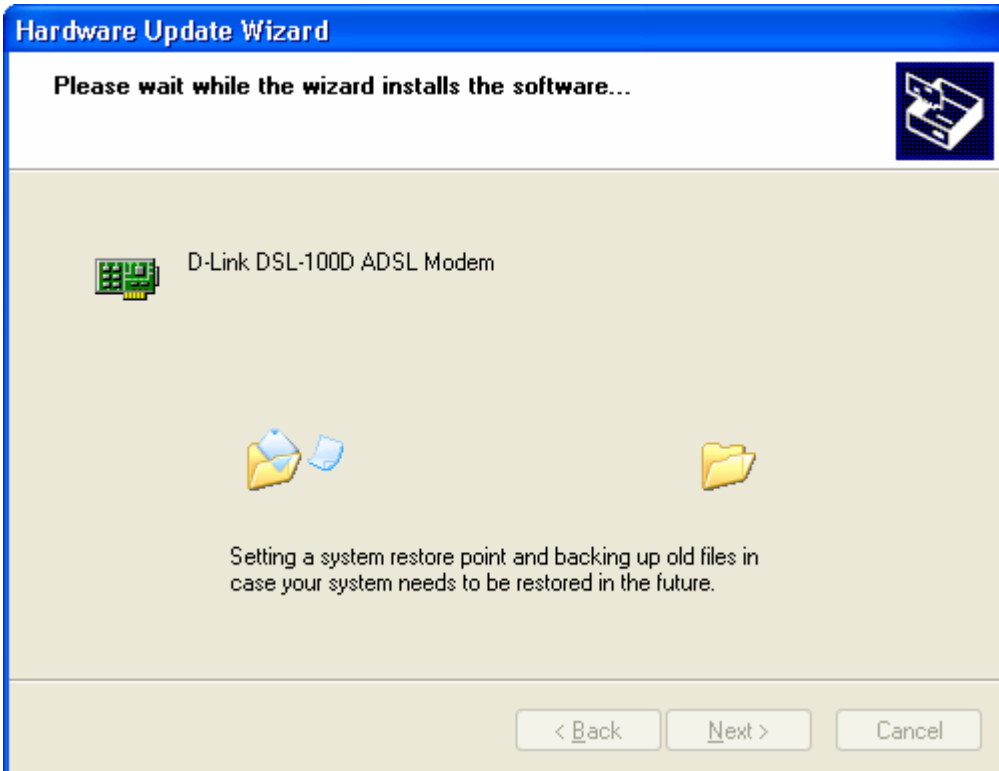 Hardware Update Wizard
Please wait while the wizard installs the software...
D-Link DSL-100D ADSL Modem
Setting a system restore point and backing up old files in
case your system needs to be restored in the future.
< Back Next > Cancel